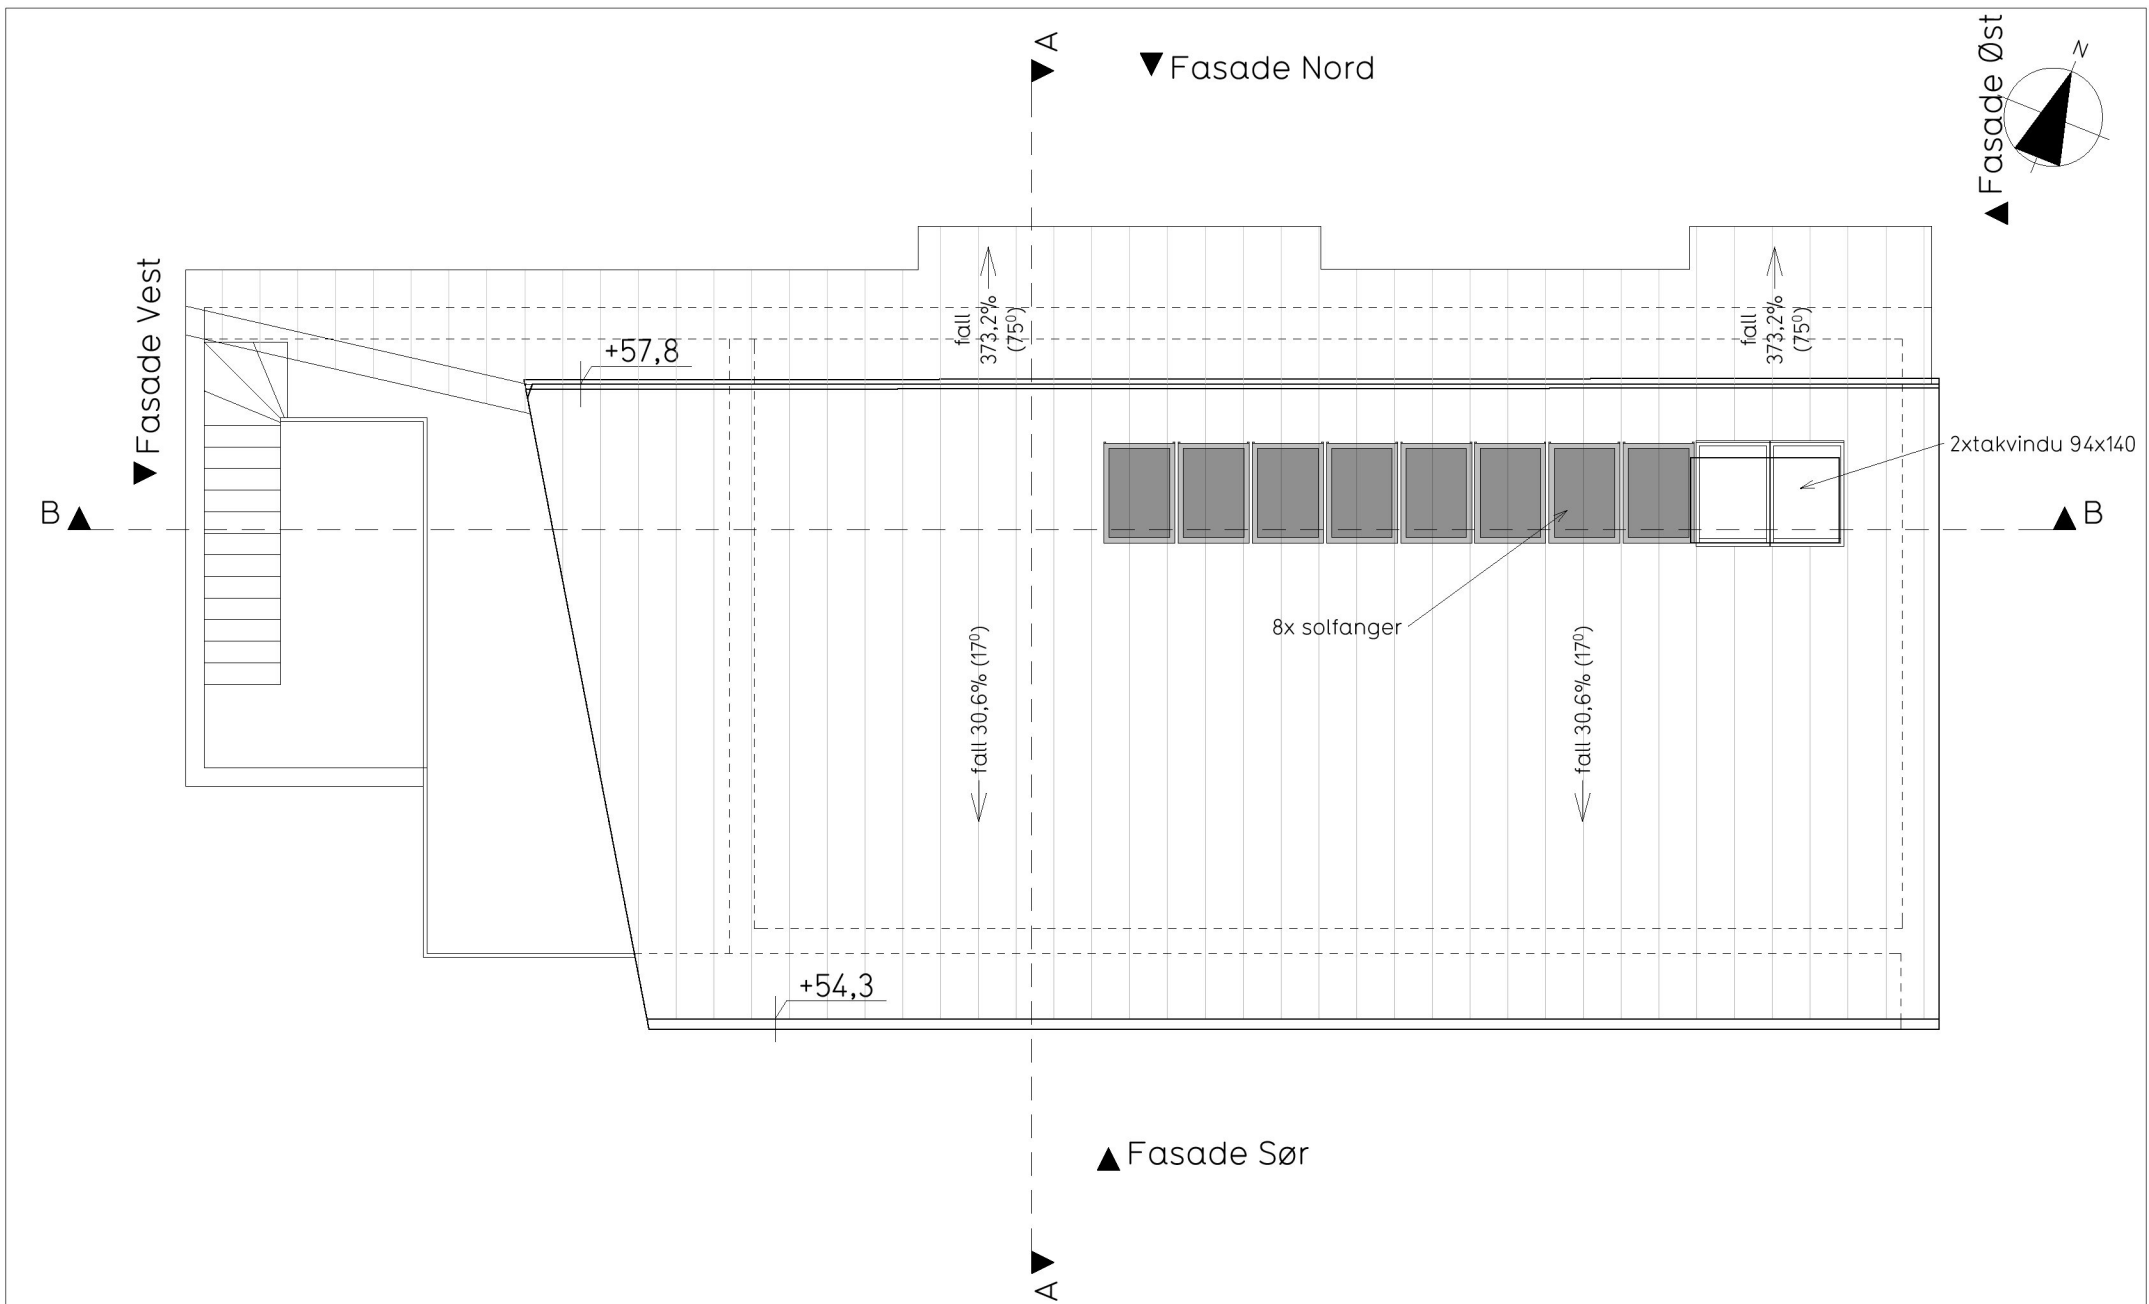 A
Fasade Nord
Fasade Øst
N
Fasade Vest
fall
373,2%
(75⁰)
fall
373,2%
(75⁰)
+57,8
2xtakvindu 94x140
B
B
8x solfanger
fall 30,6% (17⁰)
fall 30,6% (17⁰)
+54,3
Fasade Sør
A